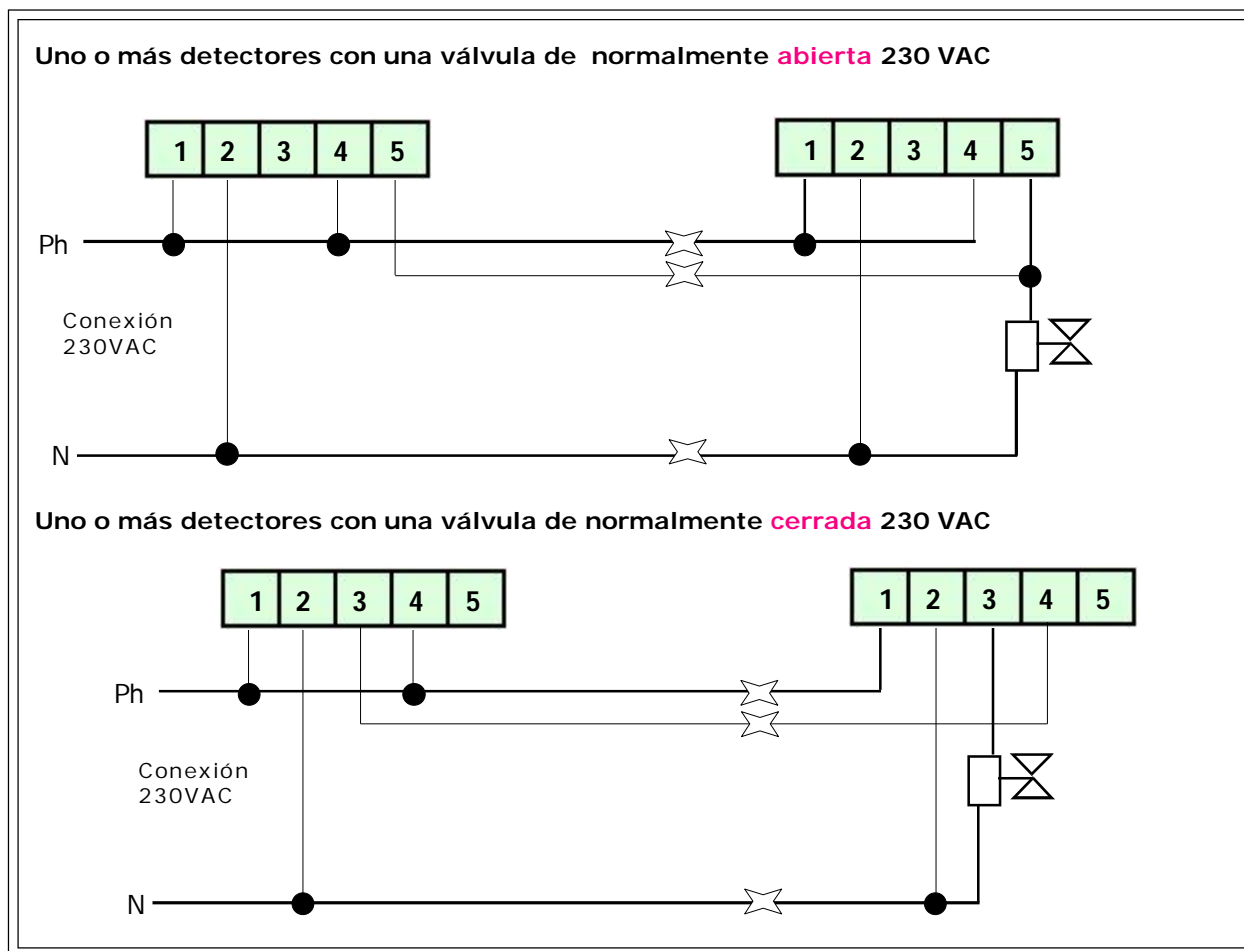 Uno o más detectores con una válvula de normalmente abierta 230 VAC
1 2 3 4 5
1 2 3 4 5
Ph
Conexión
230VAC
N
Uno o más detectores con una válvula de normalmente cerrada 230 VAC
1 2 3 4 5
1 2 3 4 5
Ph
Conexión
230VAC
N